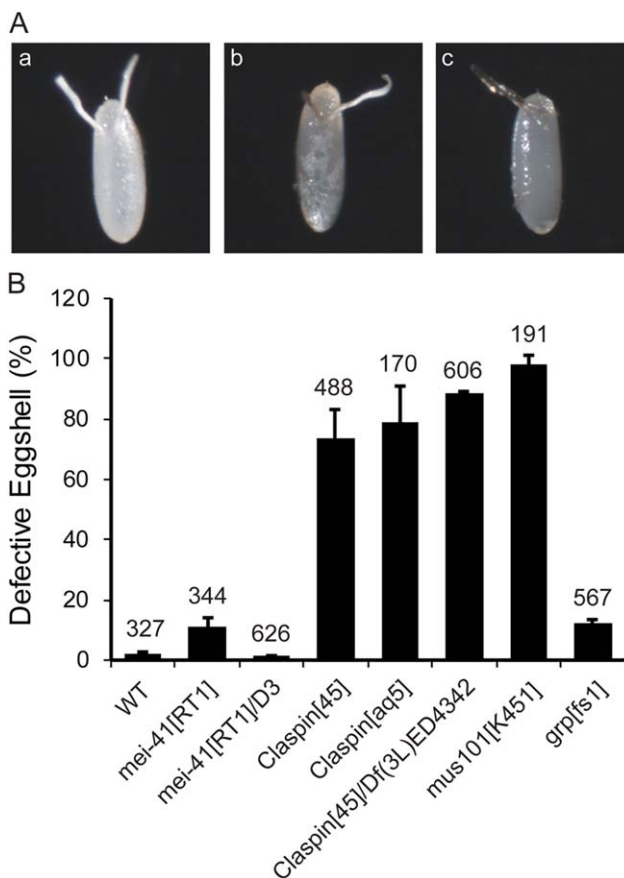 A
a
b
c
B
Defective Eggshell (%)
120
100
80
60
40
20
0
327
344
626
488
170
606
191
567
WT
mei-41[RT1]
mei-41[RT1]/D3
Claspin[45]
Claspin[aq5]
Claspin[45]/Df(3L)ED4342
mus101[K451]
grp[fs1]